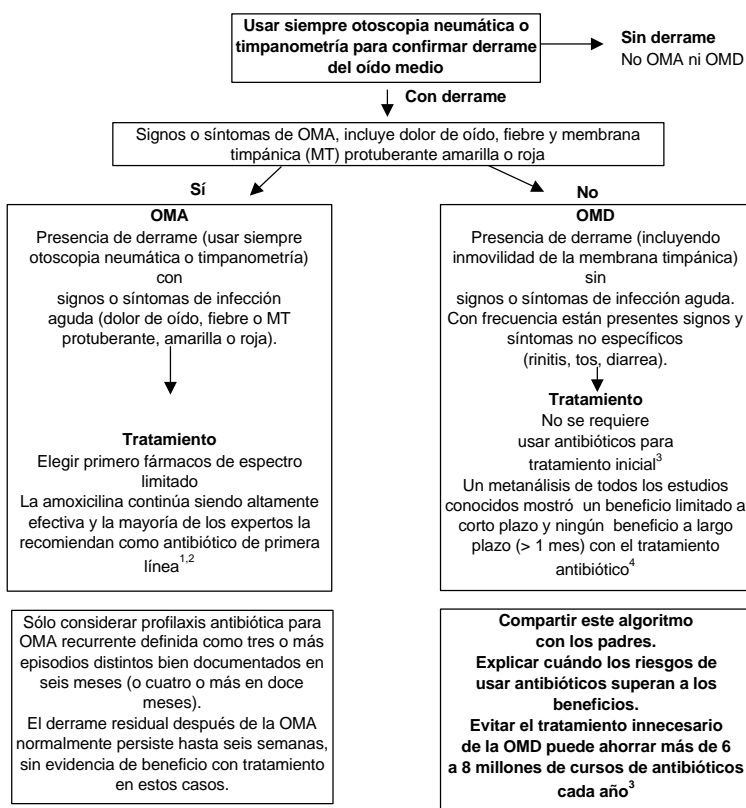 Usar siempre otoscopia neumática o
timpanometría para confirmar derrame
del oído medio
Sin derrame
No OMA ni OMD
Con derrame
Signos o síntomas de OMA, incluye dolor de oído, fiebre y membrana
timpánica (MT) protuberante amarilla o roja
Sí
No
OMA
Presencia de derrame (usar siempre
otoscopia neumática o timpanometría)
con
signos o síntomas de infección
aguda (dolor de oído, fiebre o MT
protuberante, amarilla o roja).
Tratamiento
Elegir primero fármacos de espectro
limitado
La amoxicilina continúa siendo altamente
efectiva y la mayoría de los expertos la
recomiendan como antibiótico de primera
línea1,2
OMD
Presencia de derrame (incluyendo
inmovilidad de la membrana timpánica)
sin
signos o síntomas de infección aguda.
Con frecuencia están presentes signos y
síntomas no específicos
(rinitis, tos, diarrea).
Tratamiento
No se requiere
usar antibióticos para
tratamiento inicial3
Un metanálisis de todos los estudios
conocidos mostró un beneficio limitado a
corto plazo y ningún beneficio a largo
plazo (> 1 mes) con el tratamiento
antibiótico4
Sólo considerar profilaxis antibiótica para
OMA recurrente definida como tres o más
episodios distintos bien documentados en
seis meses (o cuatro o más en doce
meses).
El derrame residual después de la OMA
normalmente persiste hasta seis semanas,
sin evidencia de beneficio con tratamiento
en estos casos.
Compartir este algoritmo
con los padres.
Explicar cuándo los riesgos de
usar antibióticos superan a los
beneficios.
Evitar el tratamiento innecesario
de la OMD puede ahorrar más de 6
a 8 millones de cursos de antibióticos
cada año3